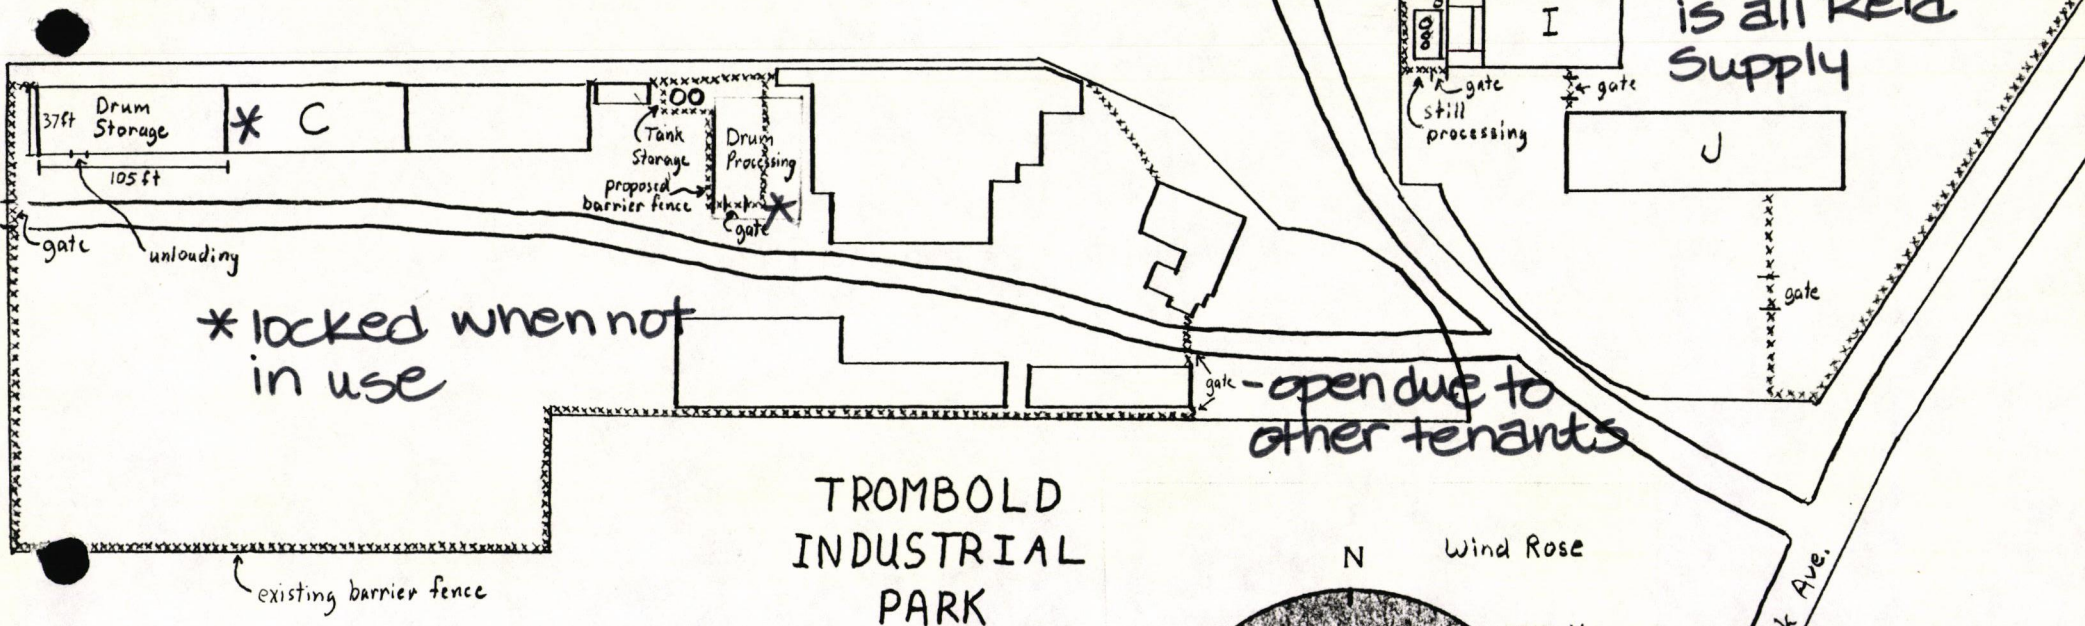 is all Reid
Supply
I
gate
gate
still
processing
J
gate
37ft
Drum
Storage
* C
105 ft
Tank
Storage
Drum
Processing
proposed
barrier fence
*
gate
gate
unloading
* locked when not
in use
gate - open due to
other tenants
existing barrier fence
TROMBOLD
INDUSTRIAL
PARK
N
Wind Rose
Ave.